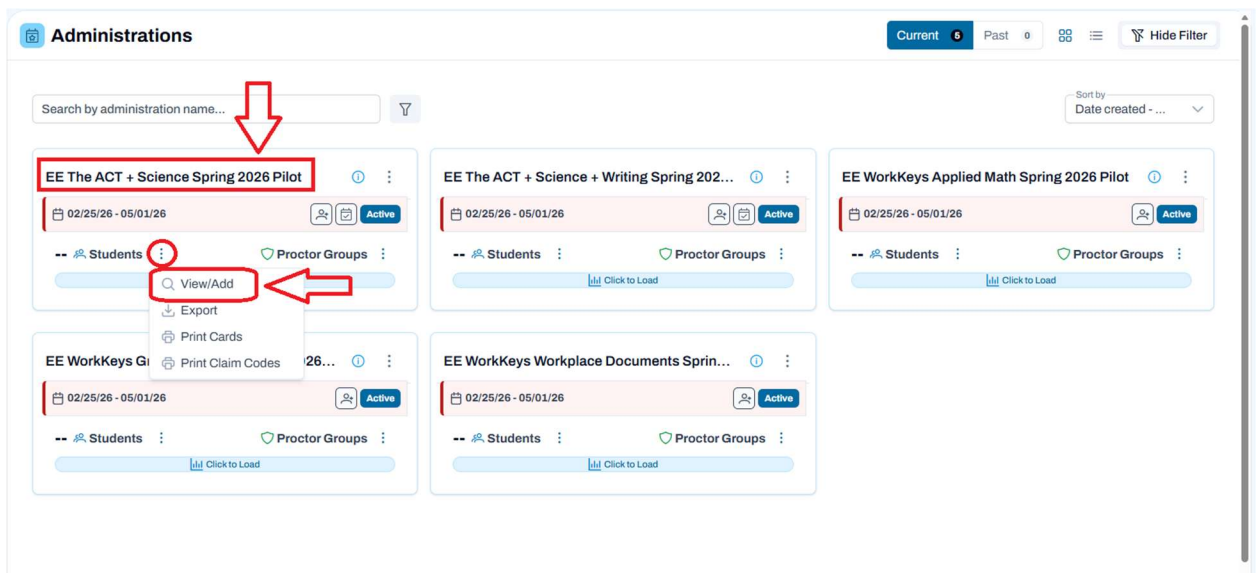 Administrations
Current 5 Past 0 Hide Filter
Search by administration name...
Sort by
Date created - ...
EE The ACT + Science Spring 2026 Pilot
02/25/26 - 05/01/26 Active
-- Students Proctor Groups
View/Add
Export
Print Cards
Print Claim Codes
EE The ACT + Science + Writing Spring 202...
02/25/26 - 05/01/26 Active
-- Students Proctor Groups
Click to Load
EE WorkKeys Applied Math Spring 2026 Pilot
02/25/26 - 05/01/26 Active
-- Students Proctor Groups
Click to Load
EE WorkKeys G 26...
02/25/26 - 05/01/26 Active
-- Students Proctor Groups
Click to Load
EE WorkKeys Workplace Documents Sprin...
02/25/26 - 05/01/26 Active
-- Students Proctor Groups
Click to Load